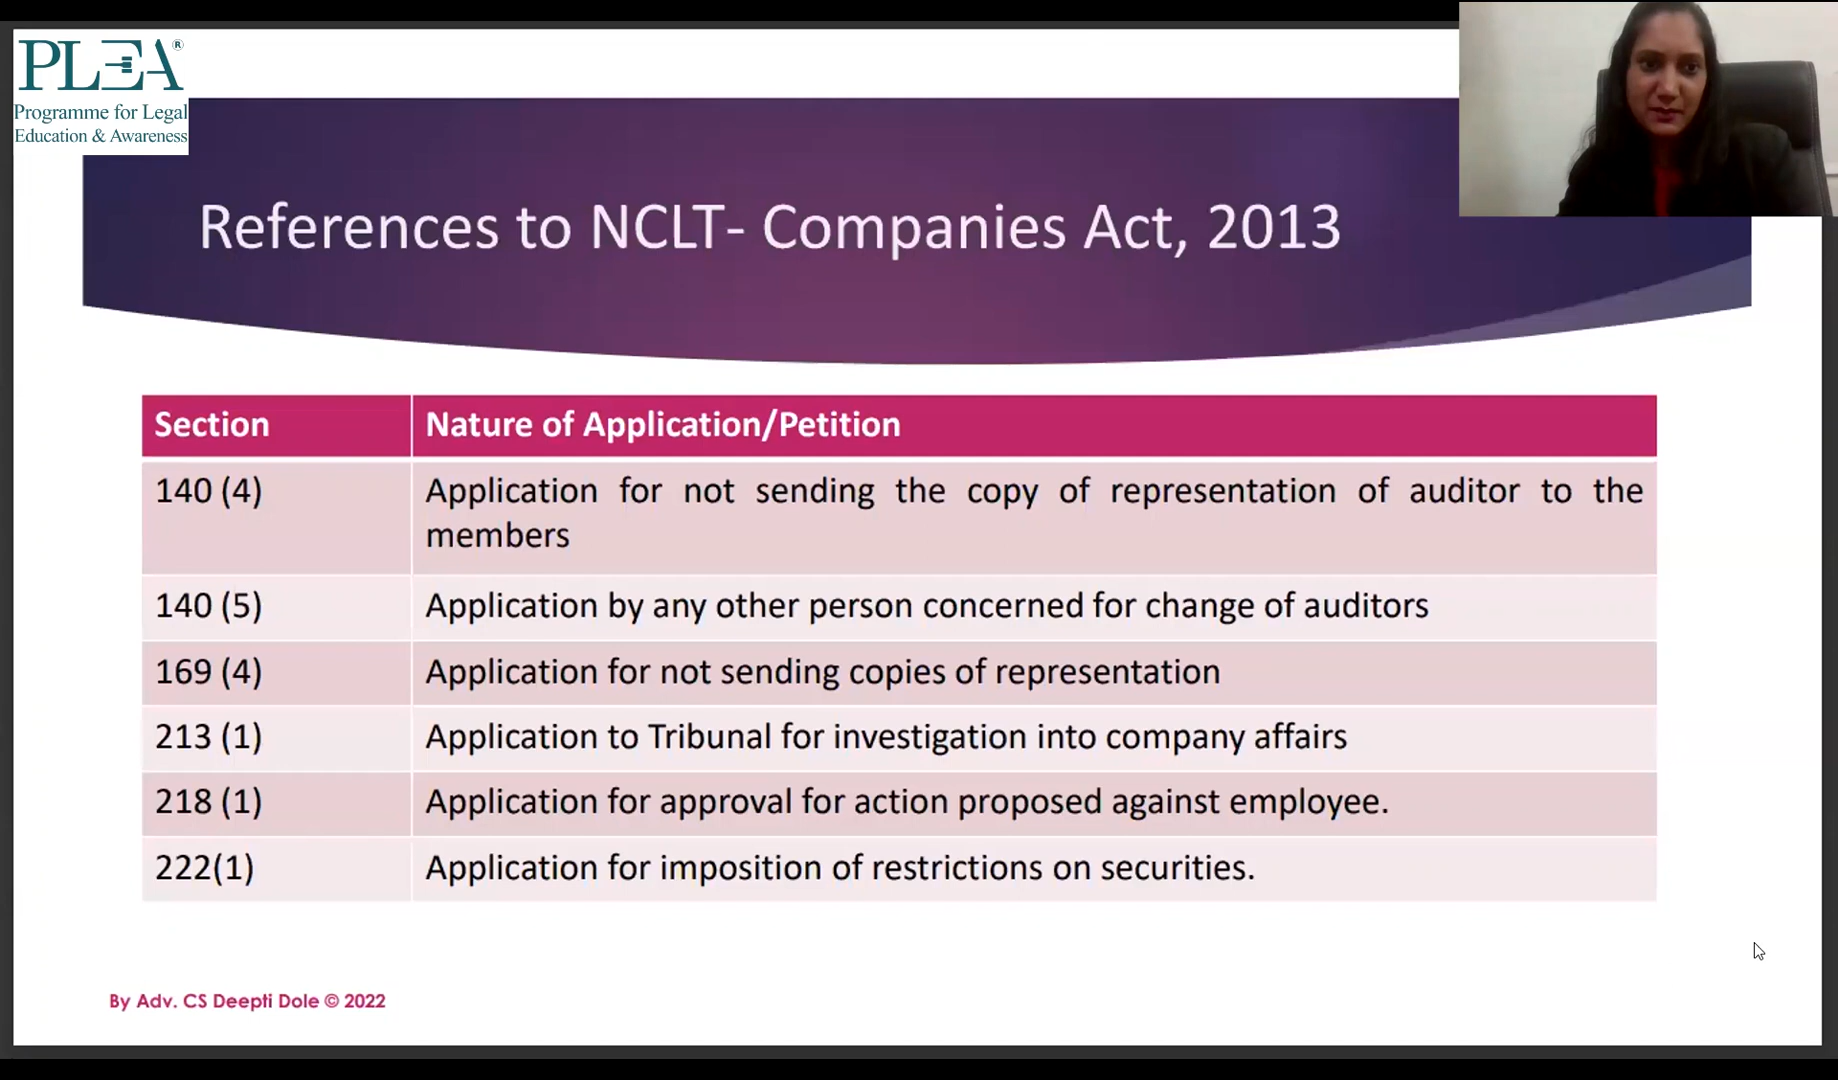 PLEA®
Programme for Legal
Education & Awareness
References to NCLT- Companies Act, 2013
Section Nature of Application/Petition
140 (4) Application for not sending the copy of representation of auditor to the
members
140 (5) Application by any other person concerned for change of auditors
169 (4) Application for not sending copies of representation
213 (1) Application to Tribunal for investigation into company affairs
218 (1) Application for approval for action proposed against employee.
222(1) Application for imposition of restrictions on securities.
By Adv. CS Deepti Dole © 2022